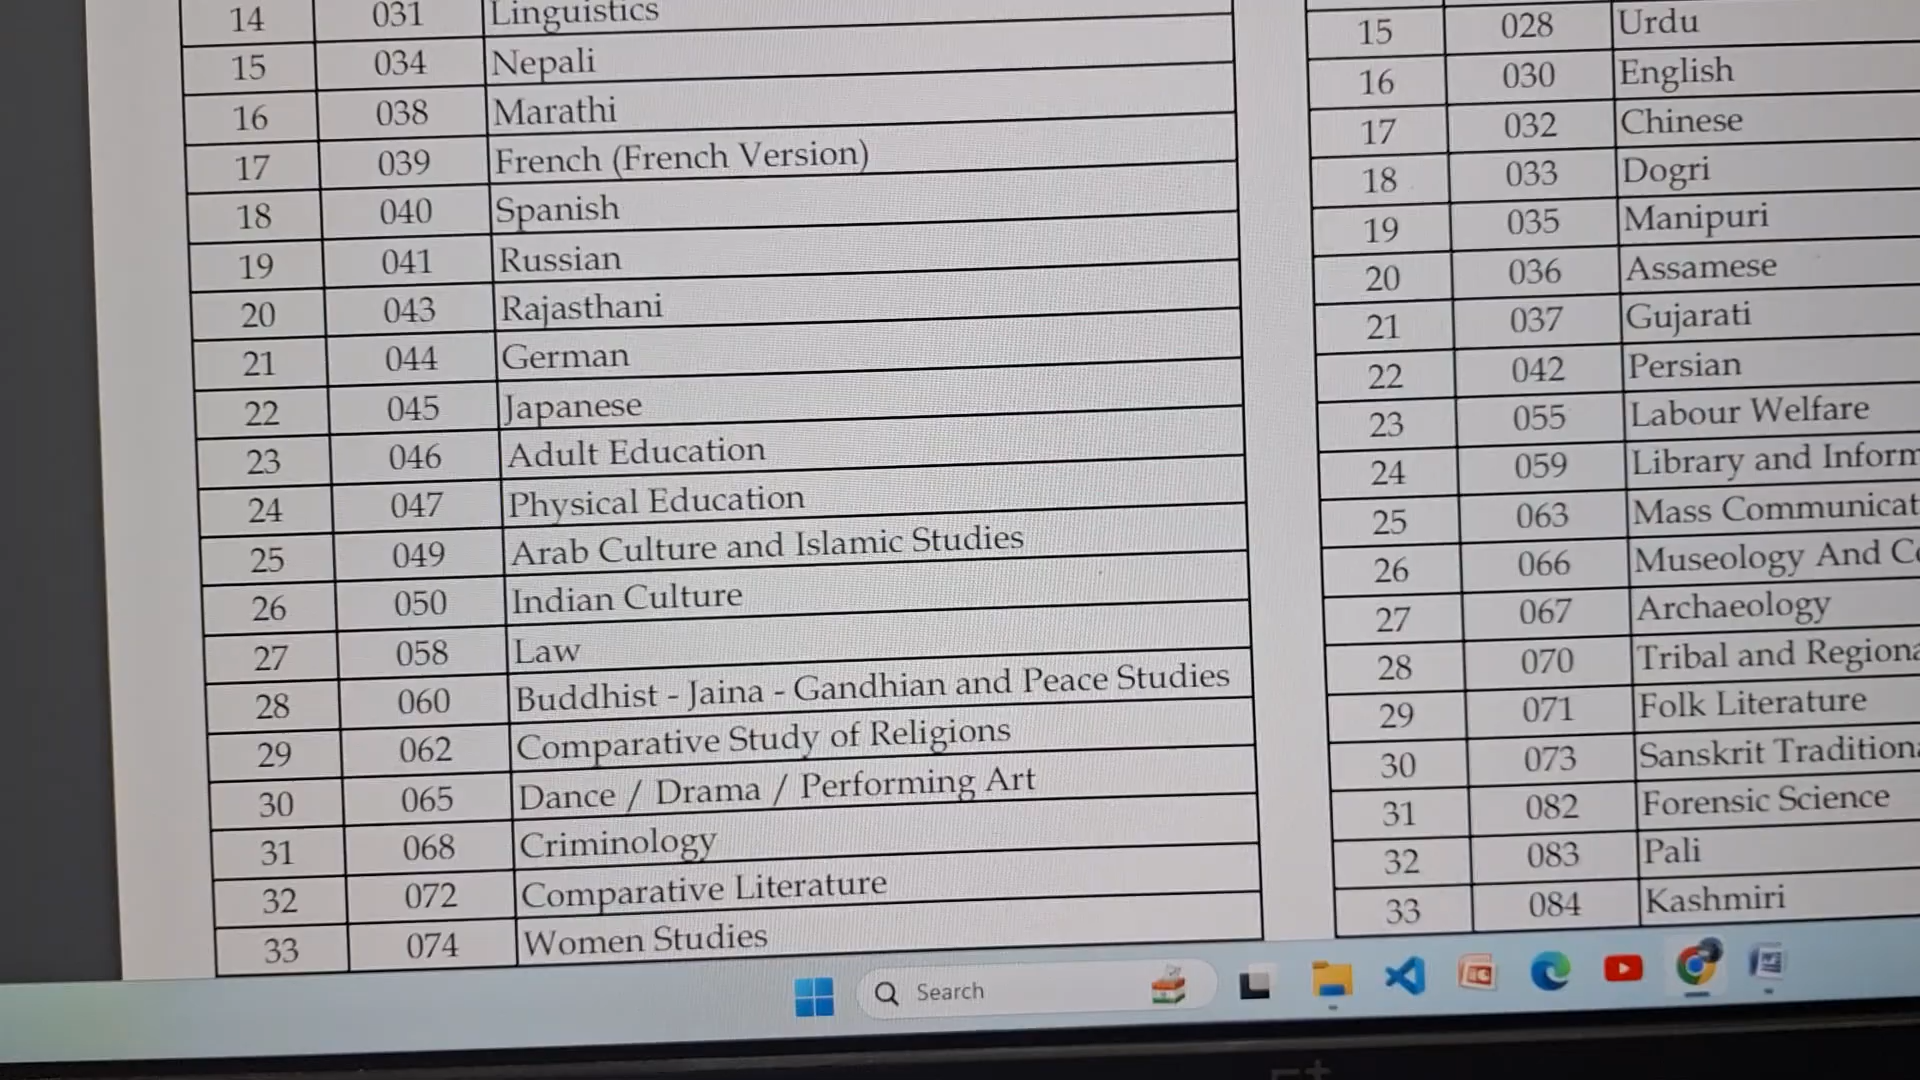 14 031 Linguistics
15 034 Nepali
16 038 Marathi
17 039 French (French Version)
18 040 Spanish
19 041 Russian
20 043 Rajasthani
21 044 German
22 045 Japanese
23 046 Adult Education
24 047 Physical Education
25 049 Arab Culture and Islamic Studies
26 050 Indian Culture
27 058 Law
28 060 Buddhist - Jaina - Gandhian and Peace Studies
29 062 Comparative Study of Religions
30 065 Dance / Drama / Performing Art
31 068 Criminology
32 072 Comparative Literature
33 074 Women Studies
15 028 Urdu
16 030 English
17 032 Chinese
18 033 Dogri
19 035 Manipuri
20 036 Assamese
21 037 Gujarati
22 042 Persian
23 055 Labour Welfare
24 059 Library and Inform
25 063 Mass Communicat
26 066 Museology And C
27 067 Archaeology
28 070 Tribal and Regiona
29 071 Folk Literature
30 073 Sanskrit Tradition
31 082 Forensic Science
32 083 Pali
33 084 Kashmiri
Search